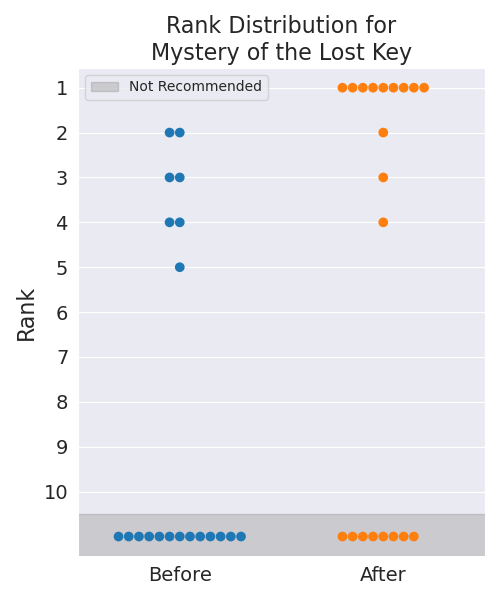 Rank Distribution for
Mystery of the Lost Key
Not Recommended
1
2
3
4
5
6
7
8
9
10
Rank
Before After